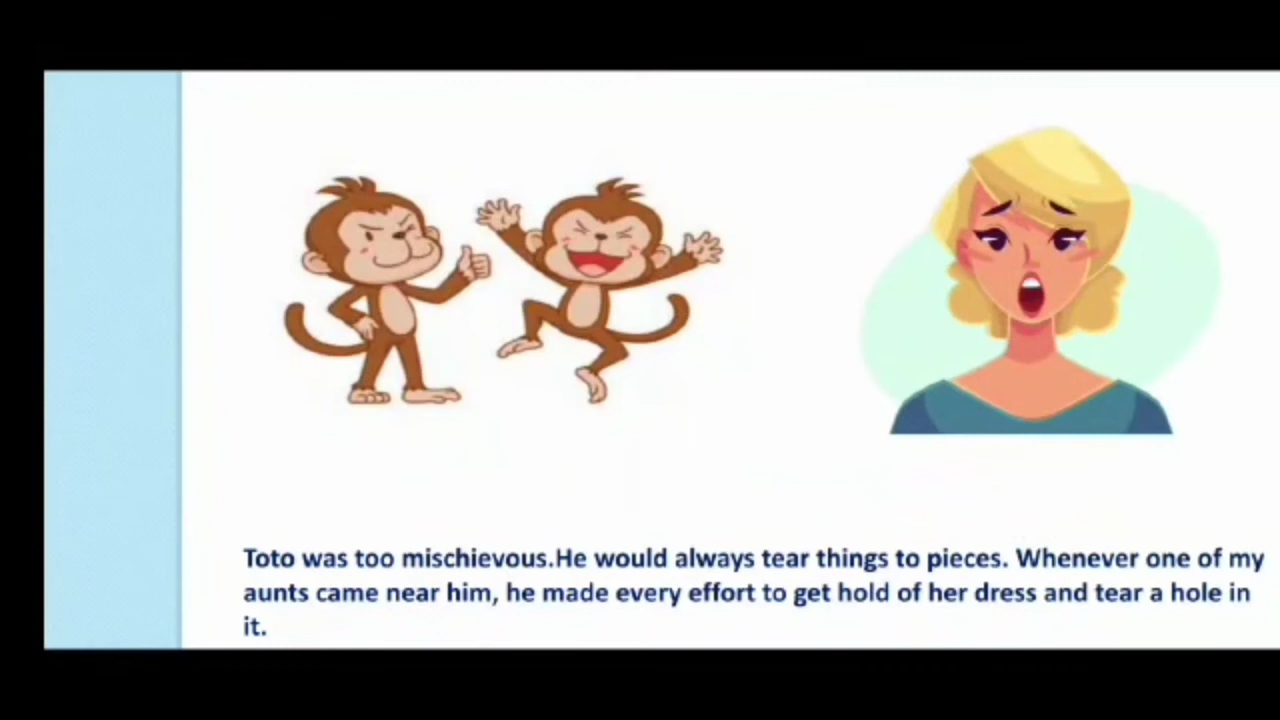 Toto was too mischievous.He would always tear things to pieces. Whenever one of my
aunts came near him, he made every effort to get hold of her dress and tear a hole in
it.